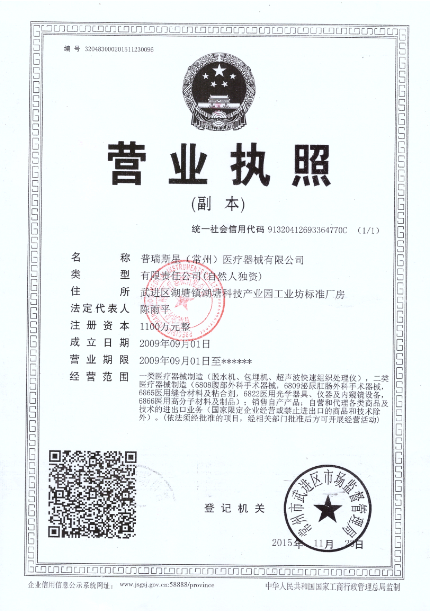 编 号 320483000201511230096
营业执照
(副 本)
统一社会信用代码 91320412693364770C (1/1)
名 称 普瑞斯星(常州)医疗器械有限公司
类 型 有限责任公司(自然人独资)
住 所 武进区湖塘镇湖塘科技产业园工业坊标准厂房
法定代表人 陈雨平
注册资本 1100万元整
成立日期 2009年09月01日
营业期限 2009年09月01日至******
经营范围 一类医疗器械制造(脱水机、包埋机、超声波快速组织处理仪),二类
医疗器械制造(6808腹部外科手术器械,6809泌尿肛肠外科手术器械,
6865医用缝合材料及粘合剂,6822医用光学器具、仪器及内窥镜设备,
6866医用高分子材料及制品);销售自产产品;自营和代理各类商品及
技术的进出口业务(国家限定企业经营或禁止进出口的商品和技术除
外)。(依法须经批准的项目,经相关部门批准后方可开展经营活动)
登记机关
常州市武进区市场监督管理局
2015年 11月 日
企业信用信息公示系统网址: www.jsgsj.gov.cn:58888/province
中华人民共和国国家工商行政管理总局监制